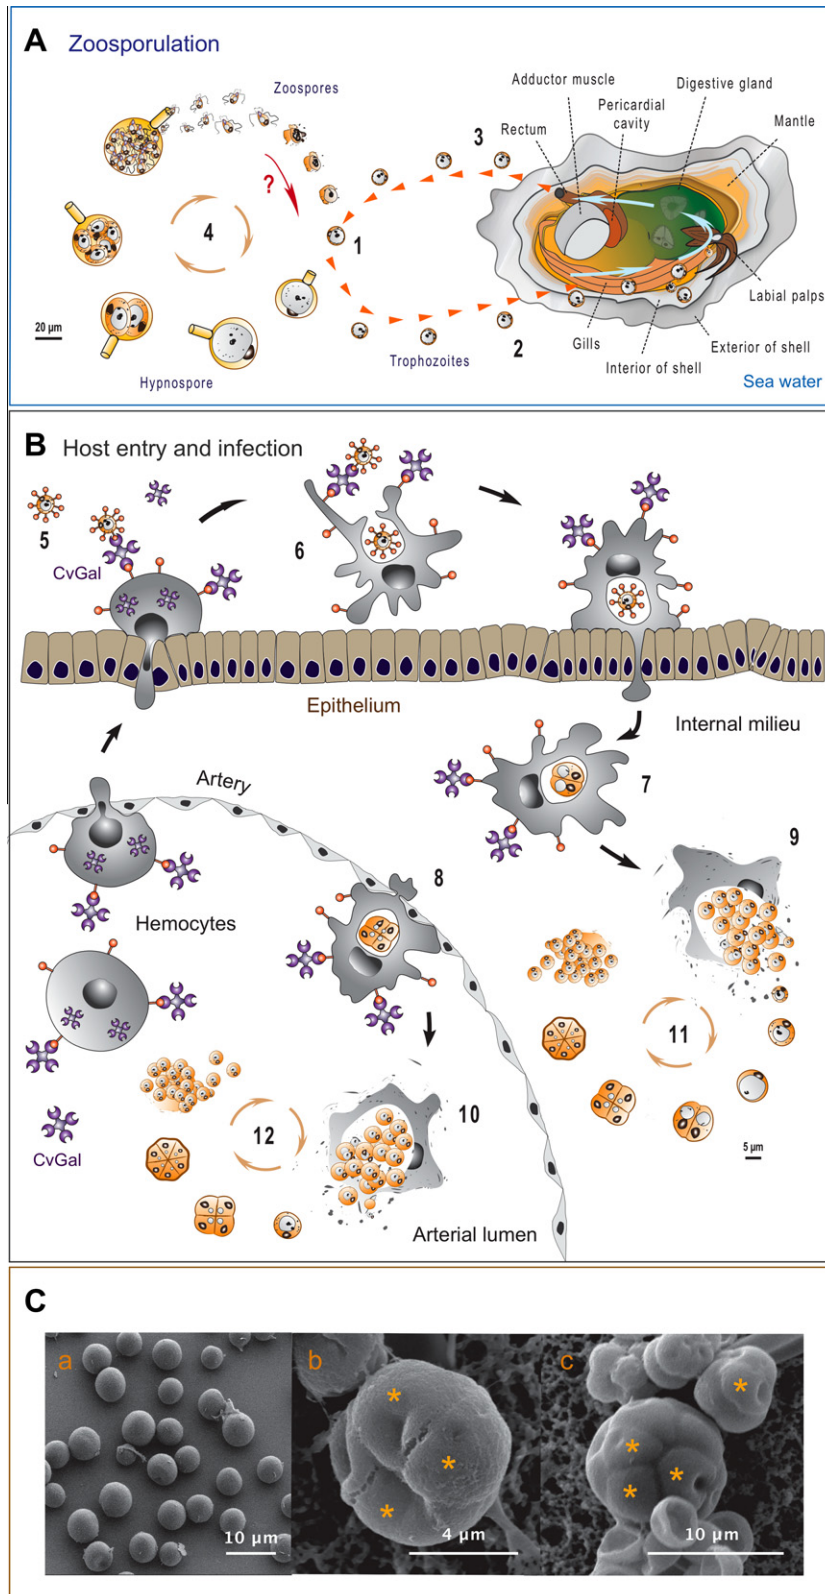 A Zoosporulation
Zoospores
Adductor muscle
Digestive gland
Pericardial
cavity
Rectum
Mantle
3
?
4
1
20 µm
2
Labial palps
Gills
Exterior of shell
Trophozoites
Interior of shell
Hypnospore
Sea water
B Host entry and infection
5
6
CvGal
Epithelium
Internal milieu
Artery
7
8
9
Hemocytes
11
10
12
5 µm
CvGal
Arterial lumen
C
a
b
c
*
*
*
*
*
*
*
10 µm
4 µm
10 µm